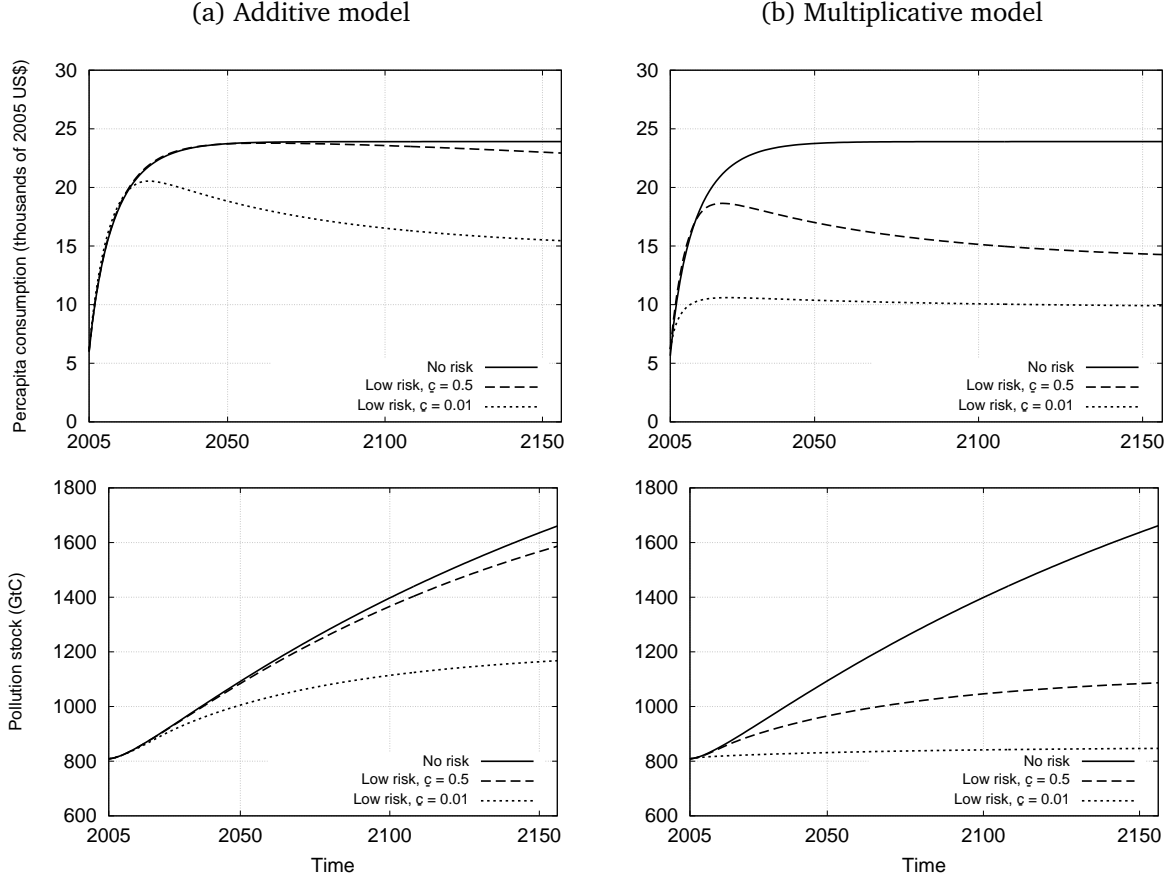 (a) Additive model
(b) Multiplicative model
Percapita consumption (thousands of 2005 US$)
30
25
20
15
10
5
0
2005
2050
2100
2150
No risk
Low risk, c̨ = 0.5
Low risk, c̨ = 0.01
30
25
20
15
10
5
0
2005
2050
2100
2150
No risk
Low risk, c̨ = 0.5
Low risk, c̨ = 0.01
Pollution stock (GtC)
1800
1600
1400
1200
1000
800
600
2005
2050
2100
2150
Time
No risk
Low risk, c̨ = 0.5
Low risk, c̨ = 0.01
1800
1600
1400
1200
1000
800
600
2005
2050
2100
2150
Time
No risk
Low risk, c̨ = 0.5
Low risk, c̨ = 0.01